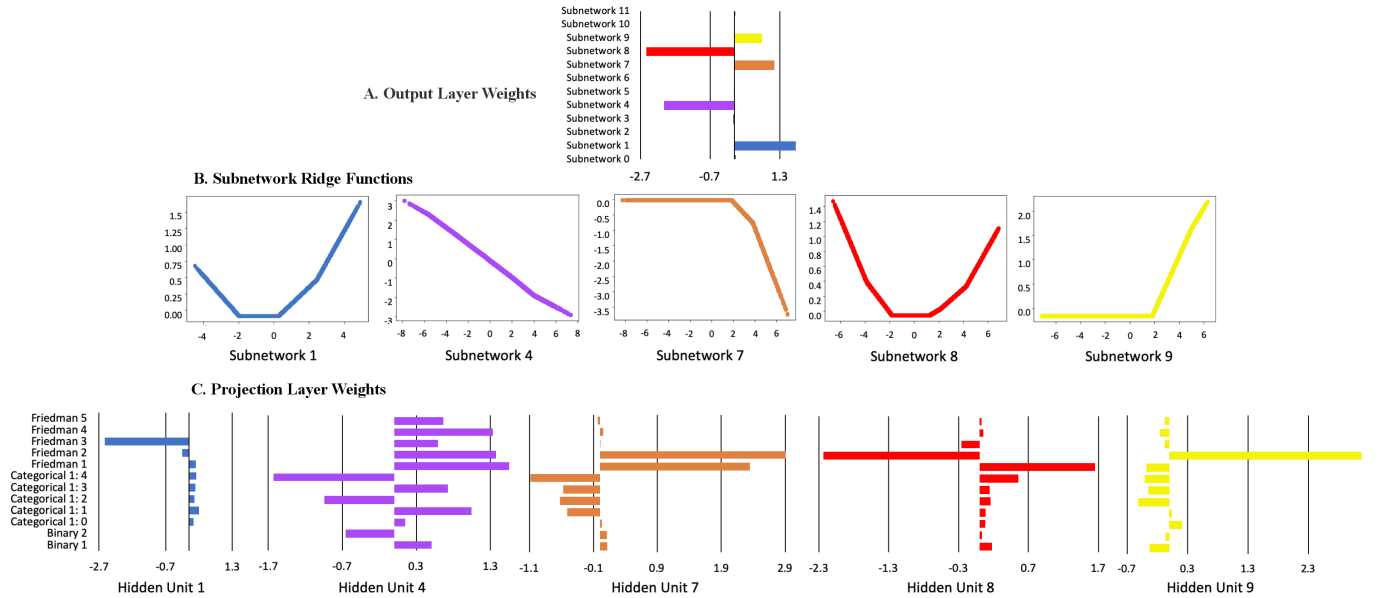 Subnetwork 11
Subnetwork 10
Subnetwork 9
Subnetwork 8
Subnetwork 7
Subnetwork 6
Subnetwork 5
Subnetwork 4
Subnetwork 3
Subnetwork 2
Subnetwork 1
Subnetwork 0
A. Output Layer Weights
-2.7 -0.7 1.3
B. Subnetwork Ridge Functions
1.5
1.25
1.00
0.75
0.5
0.25
0.00
-4 -2 0 2 4
Subnetwork 1
3
2
1
0
-1
-2
-3
-8 -6 -4 -2 0 2 4 6 8
Subnetwork 4
0.0
-0.5
-1.0
-1.5
-2.0
-2.5
-3.0
-3.5
-8 -6 -4 -2 0 2 4 6
Subnetwork 7
1.4
1.2
1.0
0.8
0.6
0.4
0.2
0.0
-6 -4 -2 0 2 4 6
Subnetwork 8
2.0
1.5
1.0
0.5
0.0
-6 -4 -2 0 2 4 6
Subnetwork 9
C. Projection Layer Weights
Friedman 5
Friedman 4
Friedman 3
Friedman 2
Friedman 1
Categorical 1: 4
Categorical 1: 3
Categorical 1: 2
Categorical 1: 1
Categorical 1: 0
Binary 2
Binary 1
-2.7 -0.7 1.3
Hidden Unit 1
-1.7 -0.7 0.3 1.3
Hidden Unit 4
-1.1 -0.1 0.9 1.9 2.9
Hidden Unit 7
-2.3 -1.3 -0.3 0.7 1.7
Hidden Unit 8
-0.7 0.3 1.3 2.3
Hidden Unit 9